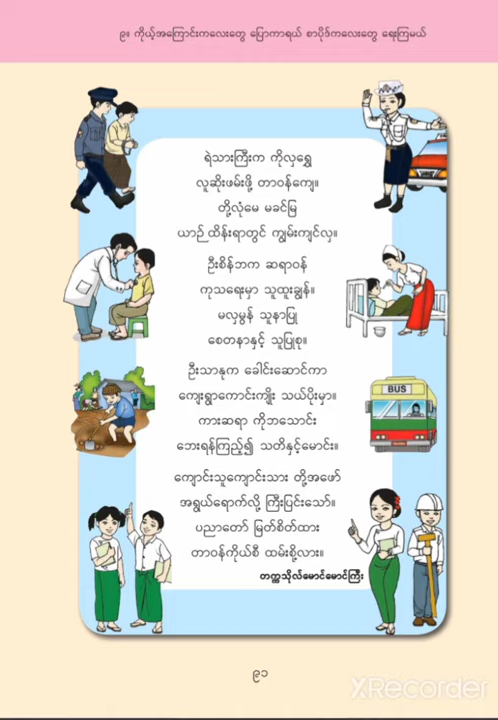 ၉။ ကိုယ့်အကြောင်းကလေးတွေ ပြောကာရယ် စာပိုဒ်ကလေးတွေ ရေးကြမယ်
ရဲသားကြီးက ကိုလှရွှေ
လူဆိုးဖမ်းဖို့ တာဝန်ကျေ။
တို့လုံမေ မခင်မြ
ယာဉ်ထိန်းရာတွင် ကျွမ်းကျင်လှ။
ဦးစိန်ဘက ဆရာဝန်
ကုသရေးမှာ သူထူးချွန်။
မလှမွန် သူနာပြု
စေတနာနှင့် သူပြုစု။
ဦးသာနုက ခေါင်းဆောင်ကာ
ကျေးရွာကောင်းကျိုး သယ်ပိုးမှာ။
ကားဆရာ ကိုဘသောင်း
ဘေးရန်ကြည့်၍ သတိနှင့်မောင်း။
BUS
ကျောင်းသူကျောင်းသား တို့အဖော်
အရွယ်ရောက်လို့ ကြီးပြင်းသော်။
ပညာတော် မြတ်စိတ်ထား
တာဝန်ကိုယ်စီ ထမ်းစို့လား။
တက္ကသိုလ်မောင်မောင်ကြီး
၉၁
XRecorder